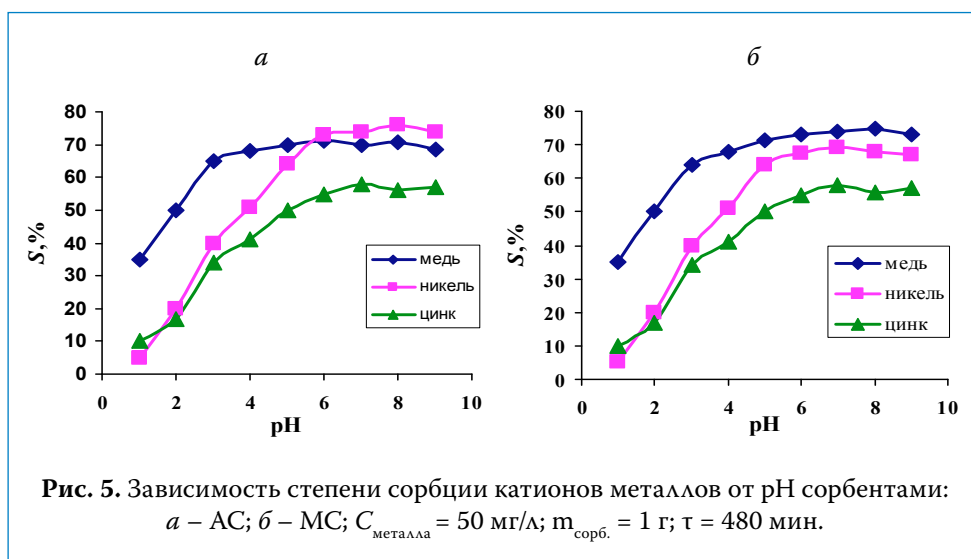 а
б
80
70
60
50
40
30
20
10
0
S,%
0 2 4 6 8 10
pH
медь
никель
цинк
80
70
60
50
40
30
20
10
0
S,%
0 2 4 6 8 10
pH
медь
никель
цинк
Рис. 5. Зависимость степени сорбции катионов металлов от pH сорбентами:
а – АС; б – МС; C металла = 50 мг/л; m сорб. = 1 г; τ = 480 мин.